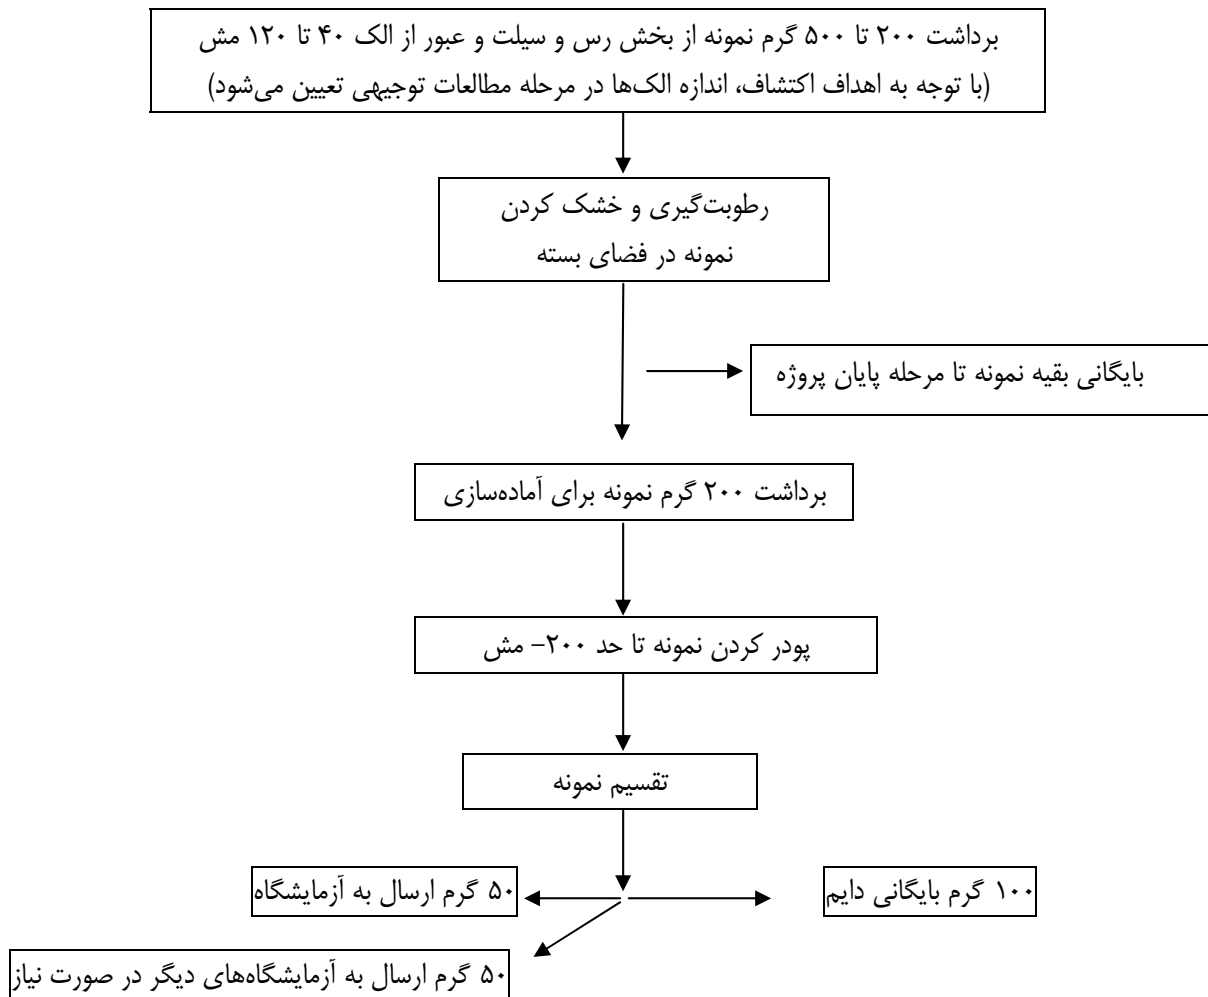 برداشت ۲۰۰ تا ۵۰۰ گرم نمونه از بخش رس و سیلت و عبور از الک ۴۰ تا ۱۲۰ مش
(با توجه به اهداف اکتشاف، اندازه الک‌ها در مرحله مطالعات توجیهی تعیین می‌شود)
رطوبت‌گیری و خشک کردن
نمونه در فضای بسته
بایگانی بقیه نمونه تا مرحله پایان پروژه
برداشت ۲۰۰ گرم نمونه برای آماده‌سازی
پودر کردن نمونه تا حد ۲۰۰- مش
تقسیم نمونه
۱۰۰ گرم بایگانی دایم
۵۰ گرم ارسال به آزمایشگاه
۵۰ گرم ارسال به آزمایشگاه‌های دیگر در صورت نیاز